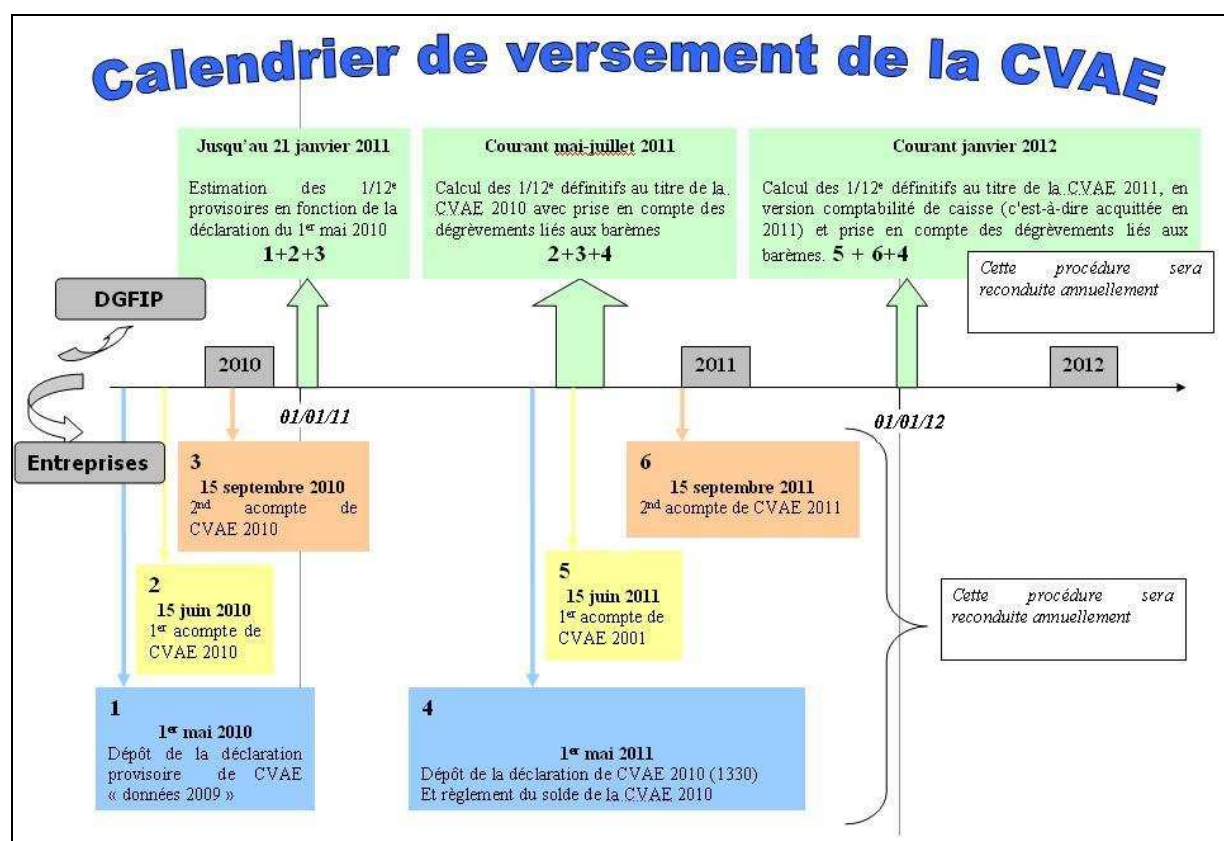 Calendrier de versement de la CVAE
Jusqu'au 21 janvier 2011
Estimation des 1/12e
provisoires en fonction de la
déclaration du 1er mai 2010
1+2+3
Courant mai-juillet 2011
Calcul des 1/12e définitifs au titre de la
CVAE 2010 avec prise en compte des
dégrèvements liés aux barèmes
2+3+4
Courant janvier 2012
Calcul des 1/12e définitifs au titre de la CVAE 2011, en
version comptabilité de caisse (c'est-à-dire acquittée en
2011) et prise en compte des dégrèvements liés aux
barèmes. 5 + 6+4
Cette procédure sera
reconduite annuellement
DGFIP
2010
2011
2012
01/01/11
01/01/12
Entreprises
3
15 septembre 2010
2nd acompte de
CVAE 2010
6
15 septembre 2011
2nd acompte de CVAE 2011
2
15 juin 2010
1er acompte de
CVAE 2010
5
15 juin 2011
1er acompte de
CVAE 2001
Cette procédure sera
reconduite annuellement
1
1er mai 2010
Dépôt de la déclaration
provisoire de CVAE
« données 2009 »
4
1er mai 2011
Dépôt de la déclaration de CVAE 2010 (1330)
Et règlement du solde de la CVAE 2010